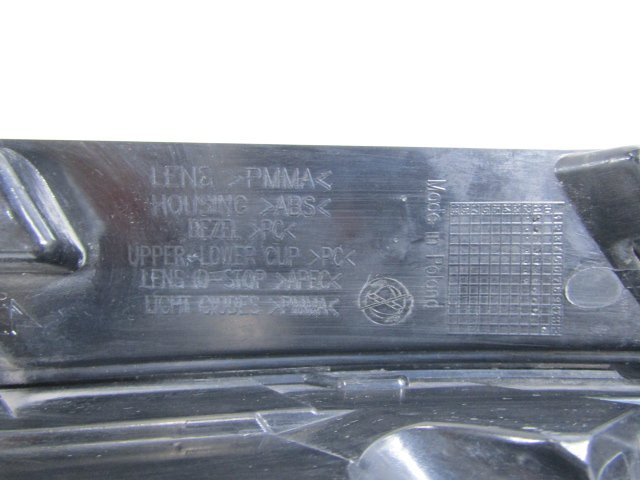 LENS >PMMA<
HOUSING >ABS<
BEZEL >PC<
UPPER+LOWER CUP >PC<
LENS D-STOP >APEC<
LIGHT GUIDES >PMMA<
Made in Poland